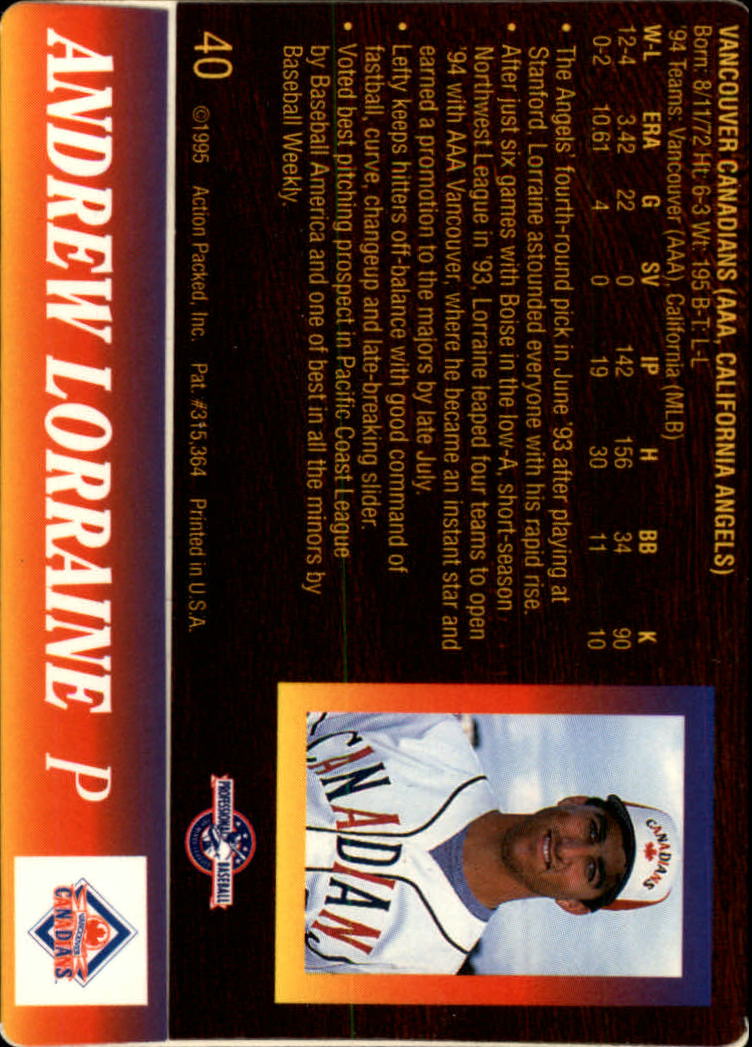 VANCOUVER CANADIANS (AAA, CALIFORNIA ANGELS)
Born: 8/11/72 Ht: 6-3 Wt: 195 B-T: L-L
'94 Teams: Vancouver (AAA), California (MLB)
W-L ERA G SV IP H BB K
12-4 3.42 22 0 142 156 34 90
0-2 10.61 4 0 19 30 11 10
• The Angels' fourth-round pick in June '93 after playing at
Stanford, Lorraine astounded everyone with his rapid rise.
• After just six games with Boise in the low-A, short-season
Northwest League in '93, Lorraine leaped four teams to open
'94 with AAA Vancouver, where he became an instant star and
earned a promotion to the majors by late July.
• Lefty keeps hitters off-balance with good command of
fastball, curve, changeup and late-breaking slider.
• Voted best pitching prospect in Pacific Coast League
by Baseball America and one of best in all the minors by
Baseball Weekly.
CANADIANS
CANADIAN
40 ©1995 Action Packed, Inc. Pat. #315,364 Printed in U.S.A.
PROFESSIONAL BASEBALL
ANDREW LORRAINE P
VANCOUVER
CANADIANS